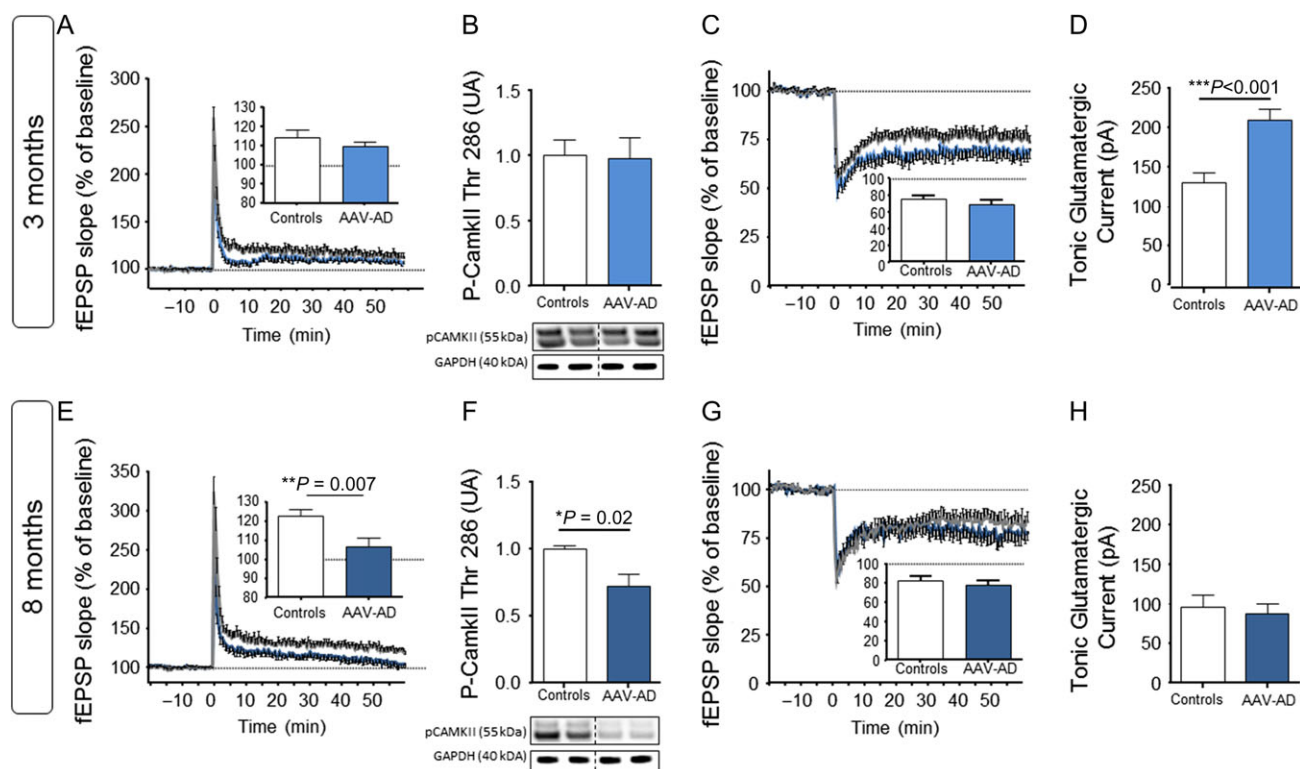 3 months
A
fEPSP slope (% of baseline)
300
250
200
150
100
130
120
110
100
90
80
Controls
AAV-AD
–10 0 10 20 30 40 50
Time (min)
B
P-CamkII Thr 286 (UA)
1.5
1.0
0.5
0.0
Controls
AAV-AD
pCAMKII (55 kDa)
GAPDH (40 kDA)
C
fEPSP slope (% of baseline)
100
75
50
25
0
100
80
60
40
20
0
Controls
AAV-AD
–10 0 10 20 30 40 50
Time (min)
D
Tonic Glutamatergic
Current (pA)
250
200
150
100
50
0
***P<0.001
Controls
AAV-AD
8 months
E
fEPSP slope (% of baseline)
350
300
250
200
150
100
**P = 0.007
130
120
110
100
90
80
Controls
AAV-AD
–10 0 10 20 30 40 50
Time (min)
F
P-CamkII Thr 286 (UA)
1.5
1.0
0.5
0.0
*P = 0.02
Controls
AAV-AD
pCAMKII (55kDa)
GAPDH (40 kDA)
G
fEPSP slope (% of baseline)
100
75
50
25
0
100
80
60
40
20
0
Controls
AAV-AD
–10 0 10 20 30 40 50
Time (min)
H
Tonic Glutamatergic
Current (pA)
250
200
150
100
50
0
Controls
AAV-AD